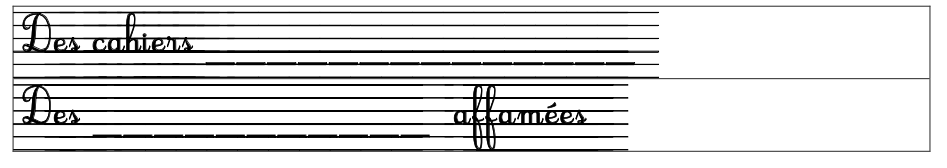 Des cahiers _ _ _ _ _ _ _ _ _ _ _ _ _ _
Des _ _ _ _ _ _ _ _ _ _ _ affamées